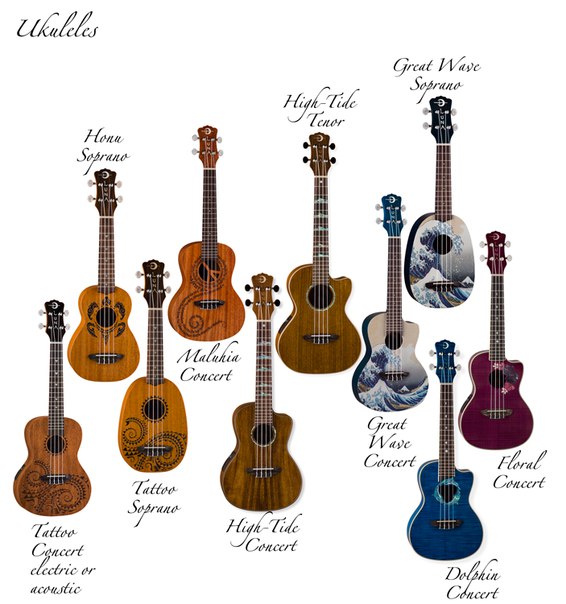 Ukuleles
Great Wave
Soprano
High-Tide
Tenor
Honu
Soprano
Maluhia
Concert
Great
Wave
Concert
Floral
Concert
Tattoo
Soprano
High-Tide
Concert
Tattoo
Concert
electric or
acoustic
Dolphin
Concert